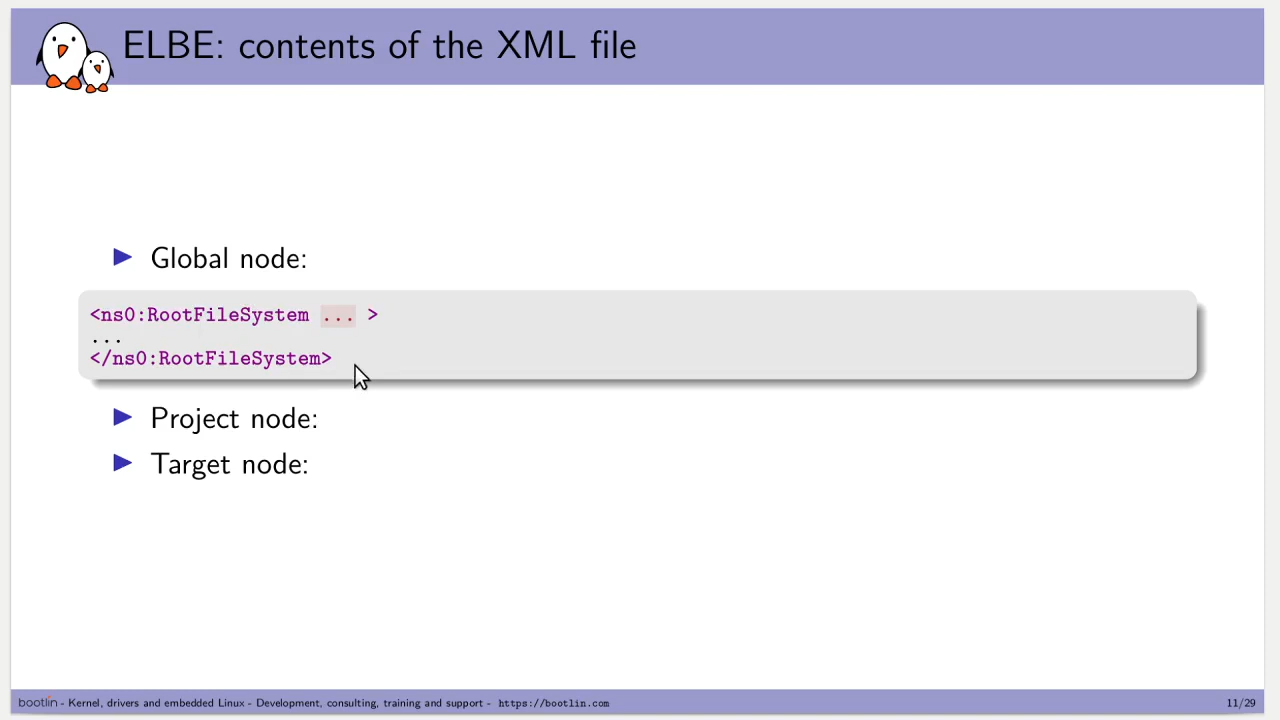 ELBE: contents of the XML file
Global node:
<ns0:RootFileSystem ... >
...
</ns0:RootFileSystem>
Project node:
Target node:
bootlin - Kernel, drivers and embedded Linux - Development, consulting, training and support - https://bootlin.com
11/29